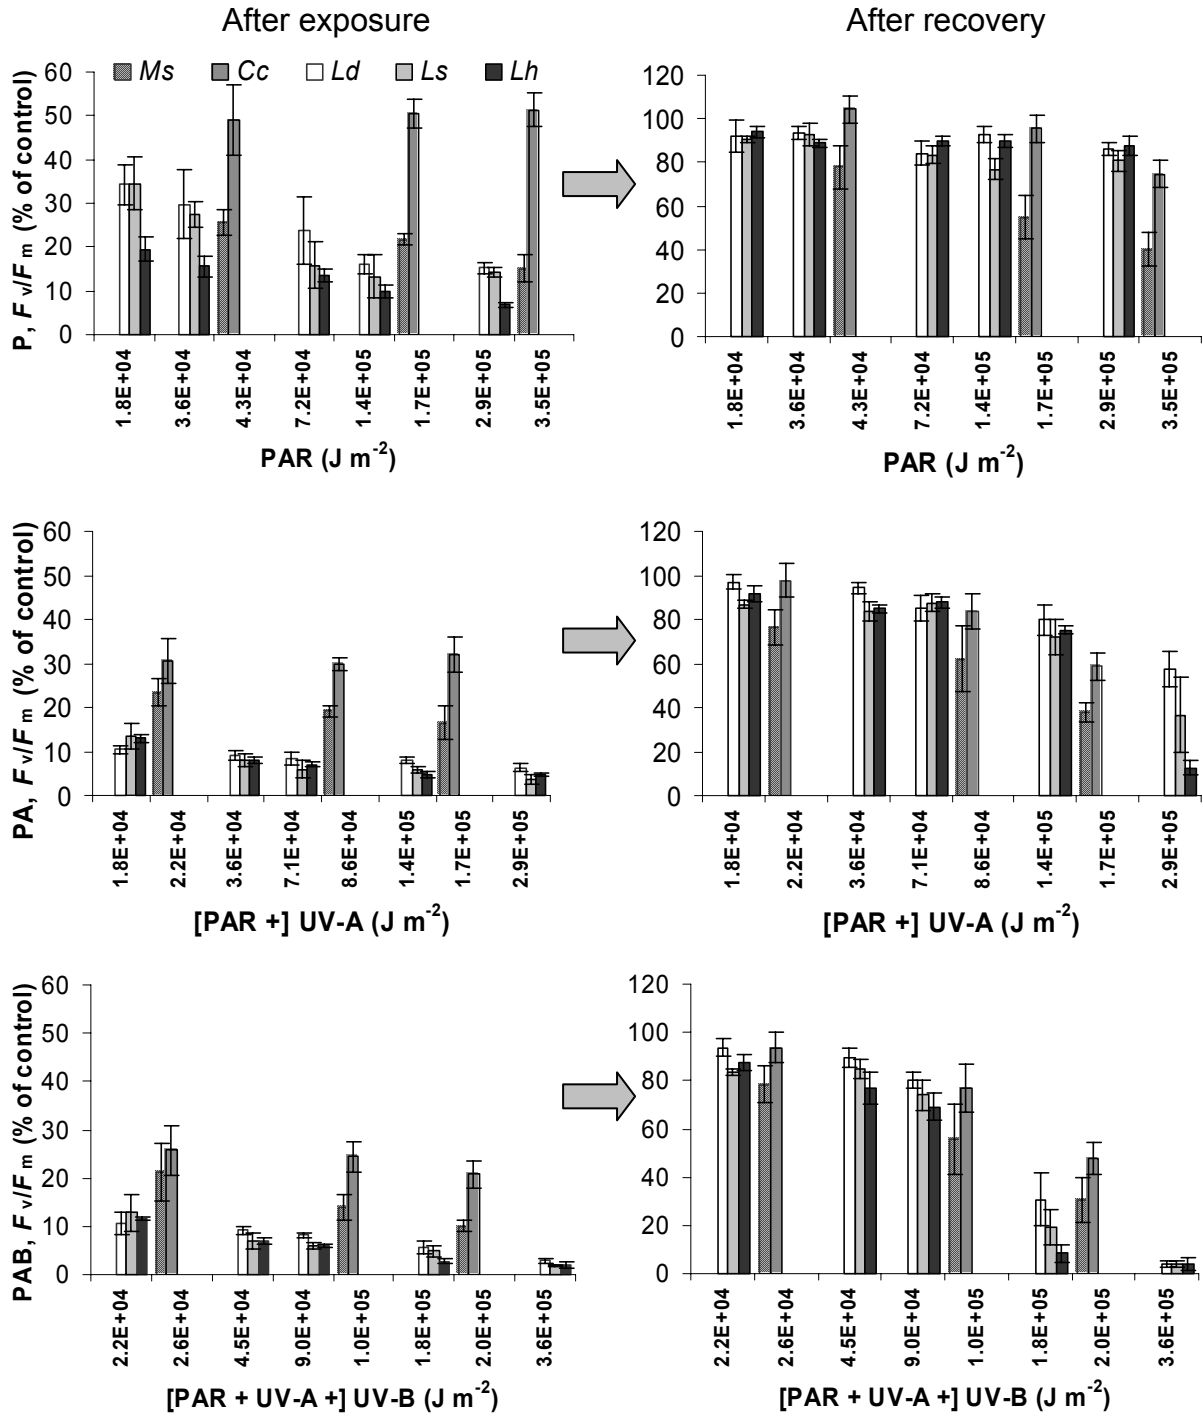 After exposure
After recovery
P, Fv/Fm (% of control)
60
50
40
30
20
10
0
Ms Cc Ld Ls Lh
1.8E+04
3.6E+04
4.3E+04
7.2E+04
1.4E+05
1.7E+05
2.9E+05
3.5E+05
PAR (J m-2)
120
100
80
60
40
20
0
1.8E+04
3.6E+04
4.3E+04
7.2E+04
1.4E+05
1.7E+05
2.9E+05
3.5E+05
PAR (J m-2)
PA, Fv/Fm (% of control)
60
50
40
30
20
10
0
1.8E+04
2.2E+04
3.6E+04
7.1E+04
8.6E+04
1.4E+05
1.7E+05
2.9E+05
[PAR +] UV-A (J m-2)
120
100
80
60
40
20
0
1.8E+04
2.2E+04
3.6E+04
7.1E+04
8.6E+04
1.4E+05
1.7E+05
2.9E+05
[PAR +] UV-A (J m-2)
PAB, Fv/Fm (% of control)
60
50
40
30
20
10
0
2.2E+04
2.6E+04
4.5E+04
9.0E+04
1.0E+05
1.8E+05
2.0E+05
3.6E+05
[PAR + UV-A +] UV-B (J m-2)
120
100
80
60
40
20
0
2.2E+04
2.6E+04
4.5E+04
9.0E+04
1.0E+05
1.8E+05
2.0E+05
3.6E+05
[PAR + UV-A +] UV-B (J m-2)